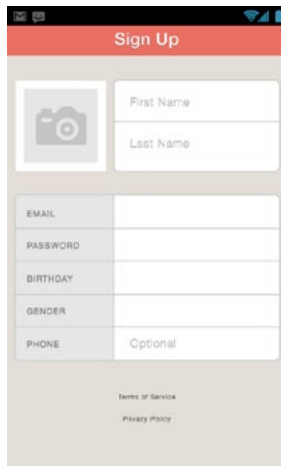 Sign Up
First Name
Last Name
EMAIL
PASSWORD
BIRTHDAY
GENDER
PHONE Optional
Terms of Service
Privacy Policy